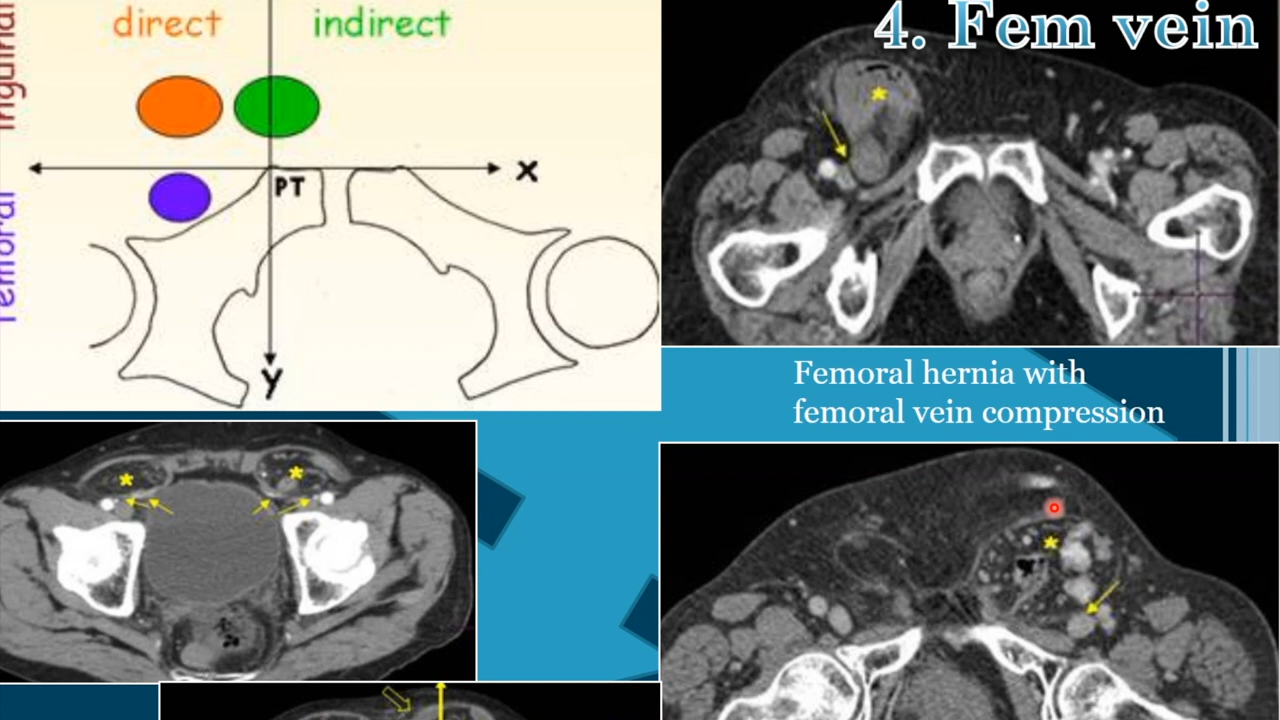 direct
indirect
Inguinal
x
PT
Femoral
y
4. Fem vein
Femoral hernia with
femoral vein compression